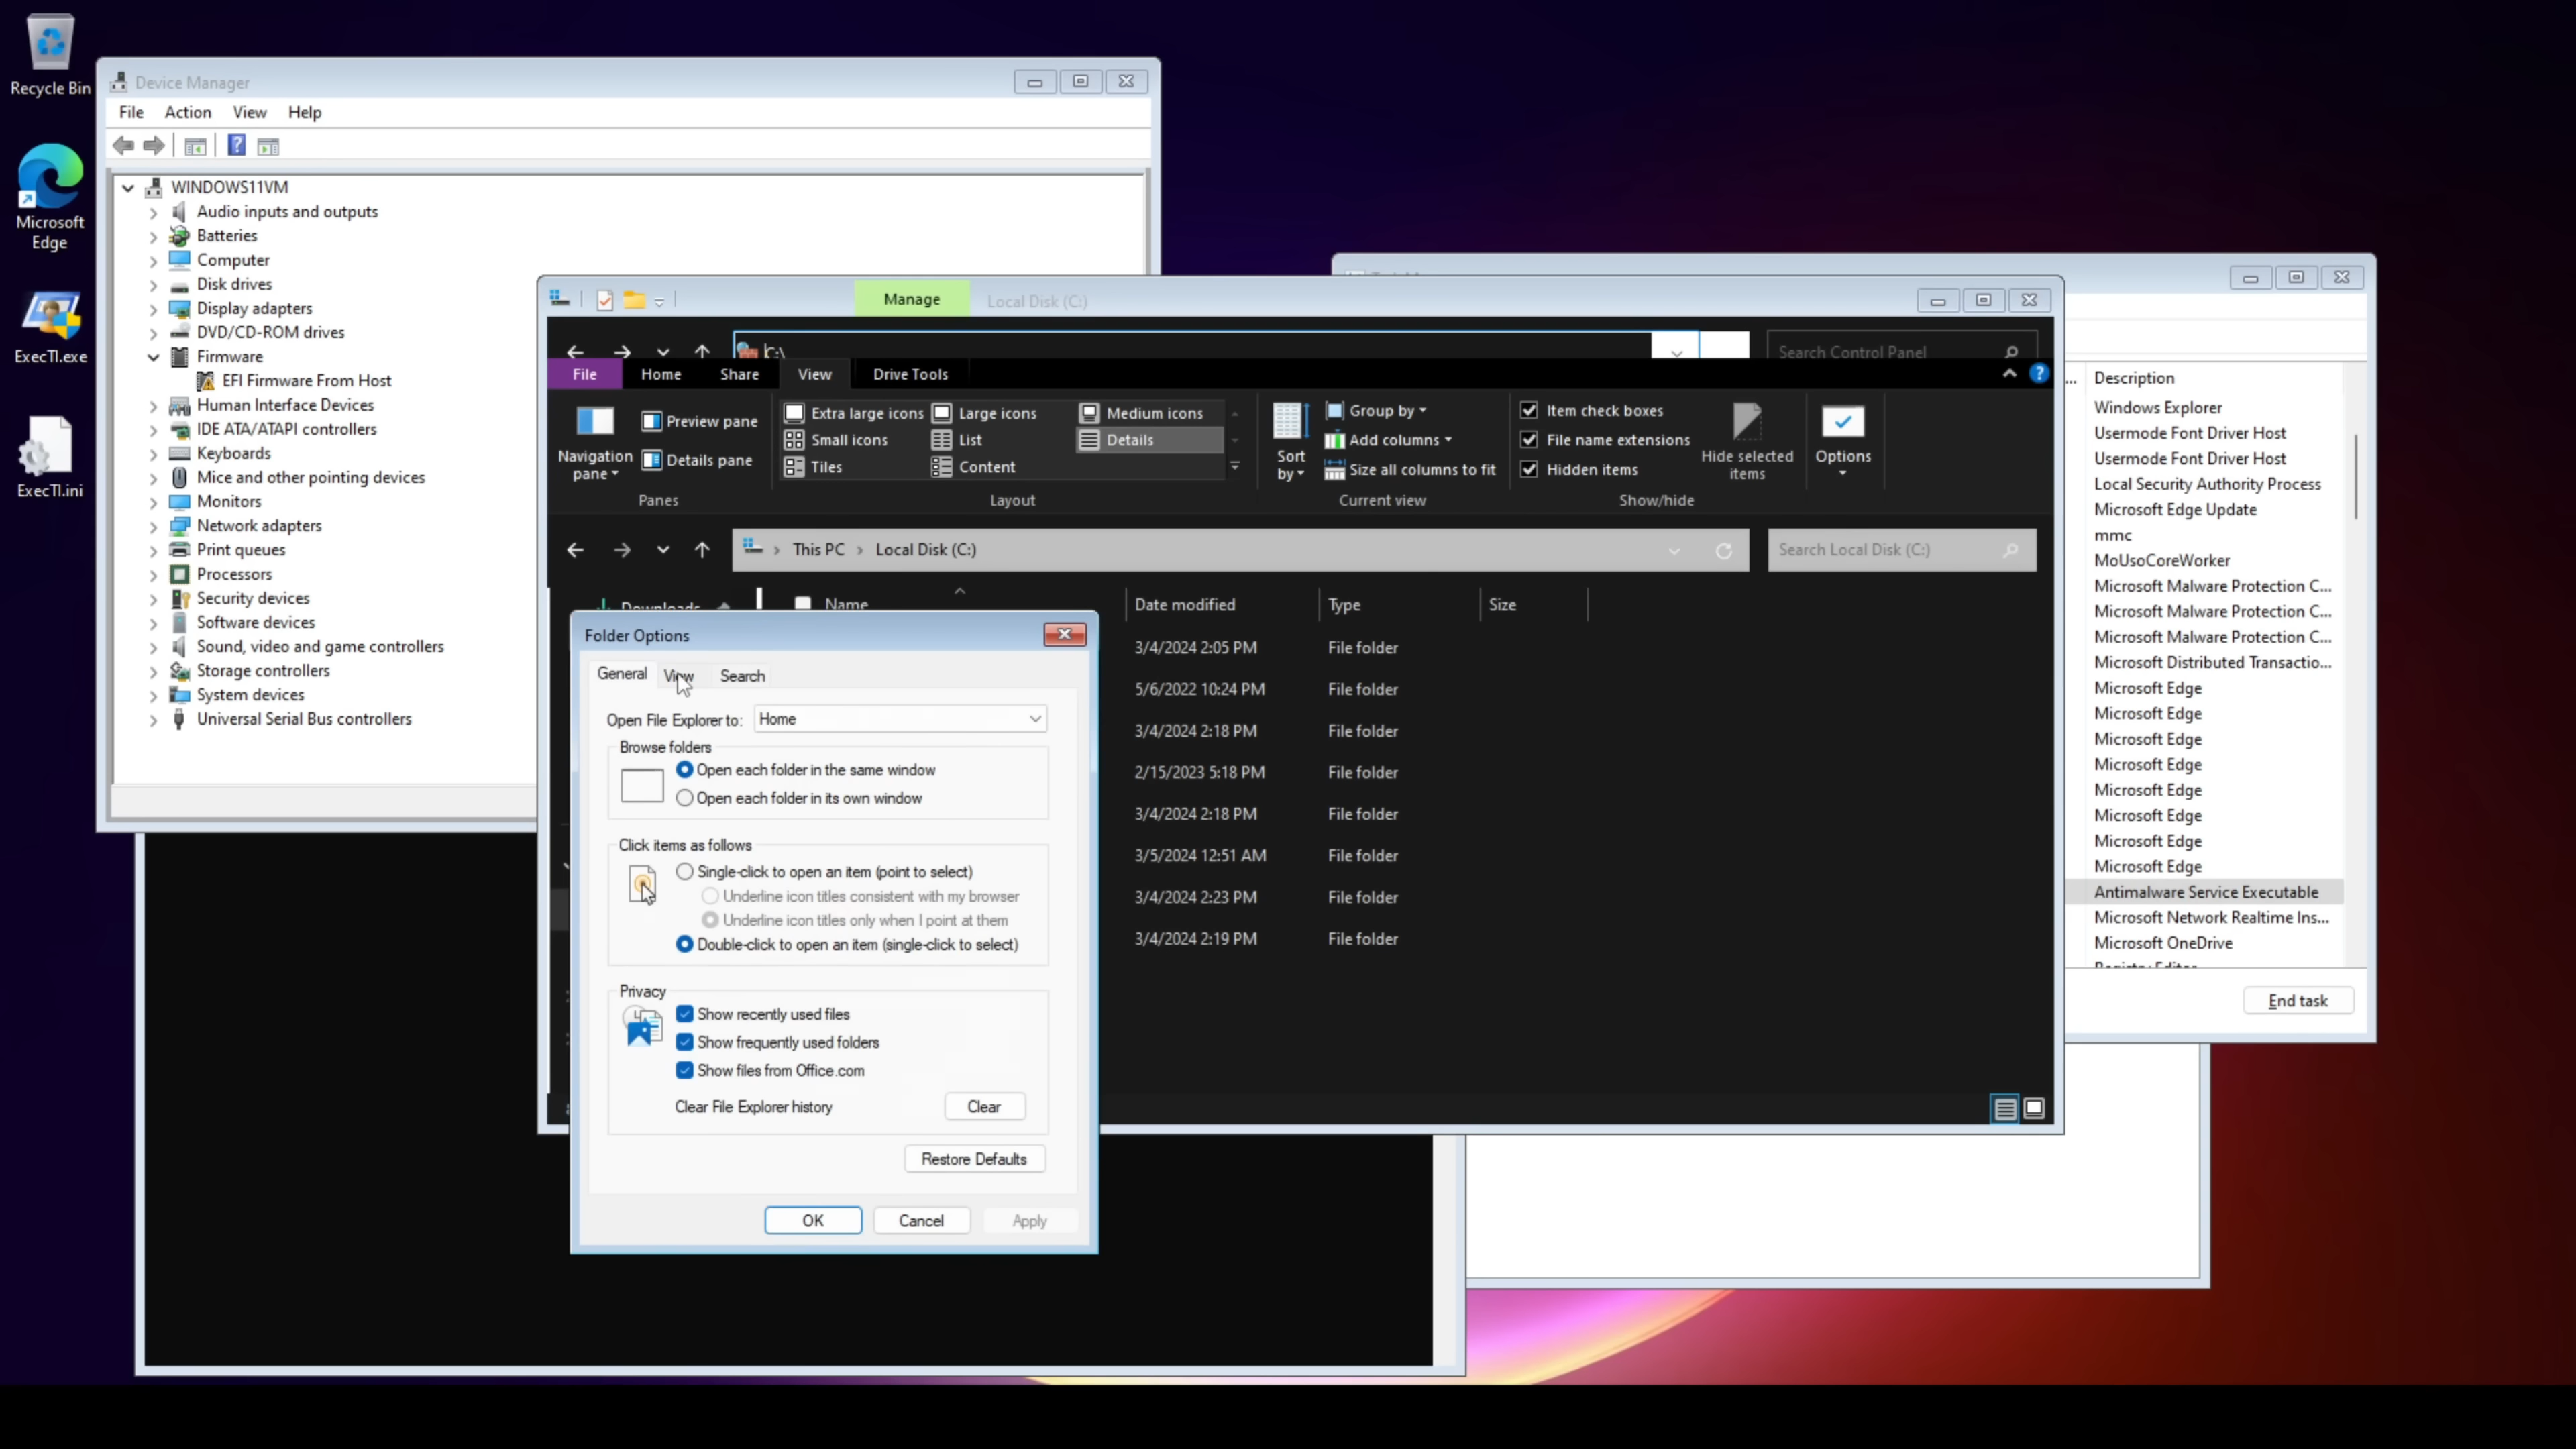 Recycle Bin
Microsoft
Edge
ExecTI.exe
ExecTI.ini
Device Manager
File Action View Help
WINDOWS11VM
Audio inputs and outputs
Batteries
Computer
Disk drives
Display adapters
DVD/CD-ROM drives
Firmware
EFI Firmware From Host
Human Interface Devices
IDE ATA/ATAPI controllers
Keyboards
Mice and other pointing devices
Monitors
Network adapters
Print queues
Processors
Security devices
Software devices
Sound, video and game controllers
Storage controllers
System devices
Universal Serial Bus controllers
Manage Local Disk (C:)
C:\ Search Control Panel
File Home Share View Drive Tools
Navigation
pane
Preview pane
Details pane
Panes
Extra large icons Large icons Medium icons
Small icons List Details
Tiles Content
Layout
Sort
by
Group by
Add columns
Size all columns to fit
Current view
Item check boxes
File name extensions
Hidden items
Hide selected
items
Show/hide
Options
This PC > Local Disk (C:) Search Local Disk (C:)
Downloads Name Date modified Type Size
3/4/2024 2:05 PM File folder
5/6/2022 10:24 PM File folder
3/4/2024 2:18 PM File folder
2/15/2023 5:18 PM File folder
3/4/2024 2:18 PM File folder
3/5/2024 12:51 AM File folder
3/4/2024 2:23 PM File folder
3/4/2024 2:19 PM File folder
Folder Options
General View Search
Open File Explorer to: Home
Browse folders
Open each folder in the same window
Open each folder in its own window
Click items as follows
Single-click to open an item (point to select)
Underline icon titles consistent with my browser
Underline icon titles only when I point at them
Double-click to open an item (single-click to select)
Privacy
Show recently used files
Show frequently used folders
Show files from Office.com
Clear File Explorer history Clear
Restore Defaults
OK Cancel Apply
... Description
Windows Explorer
Usermode Font Driver Host
Usermode Font Driver Host
Local Security Authority Process
Microsoft Edge Update
mmc
MoUsoCoreWorker
Microsoft Malware Protection C...
Microsoft Malware Protection C...
Microsoft Malware Protection C...
Microsoft Distributed Transactio...
Microsoft Edge
Microsoft Edge
Microsoft Edge
Microsoft Edge
Microsoft Edge
Microsoft Edge
Microsoft Edge
Microsoft Edge
Antimalware Service Executable
Microsoft Network Realtime Ins...
Microsoft OneDrive
Registry Editor
End task